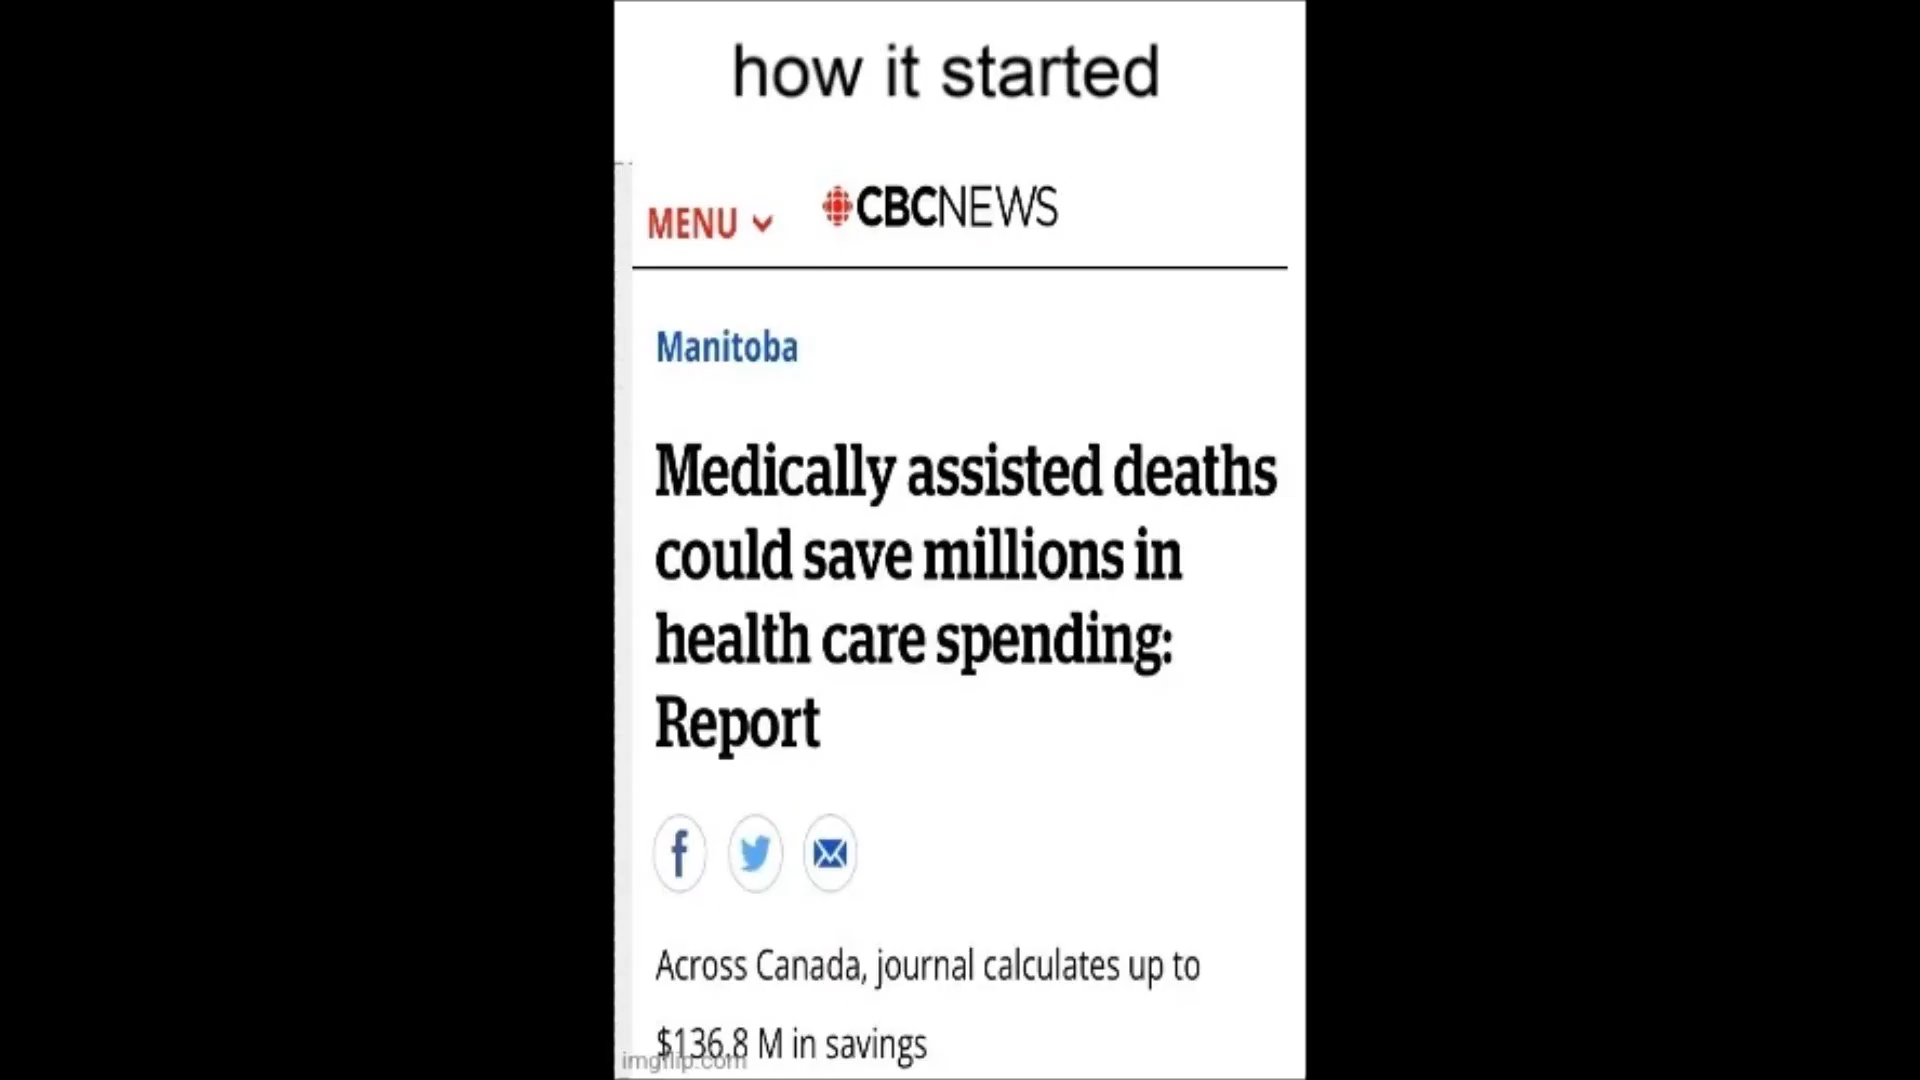 how it started
MENU
CBCNEWS
Manitoba
Medically assisted deaths
could save millions in
health care spending:
Report
Across Canada, journal calculates up to
$136.8 M in savings
imgflip.com